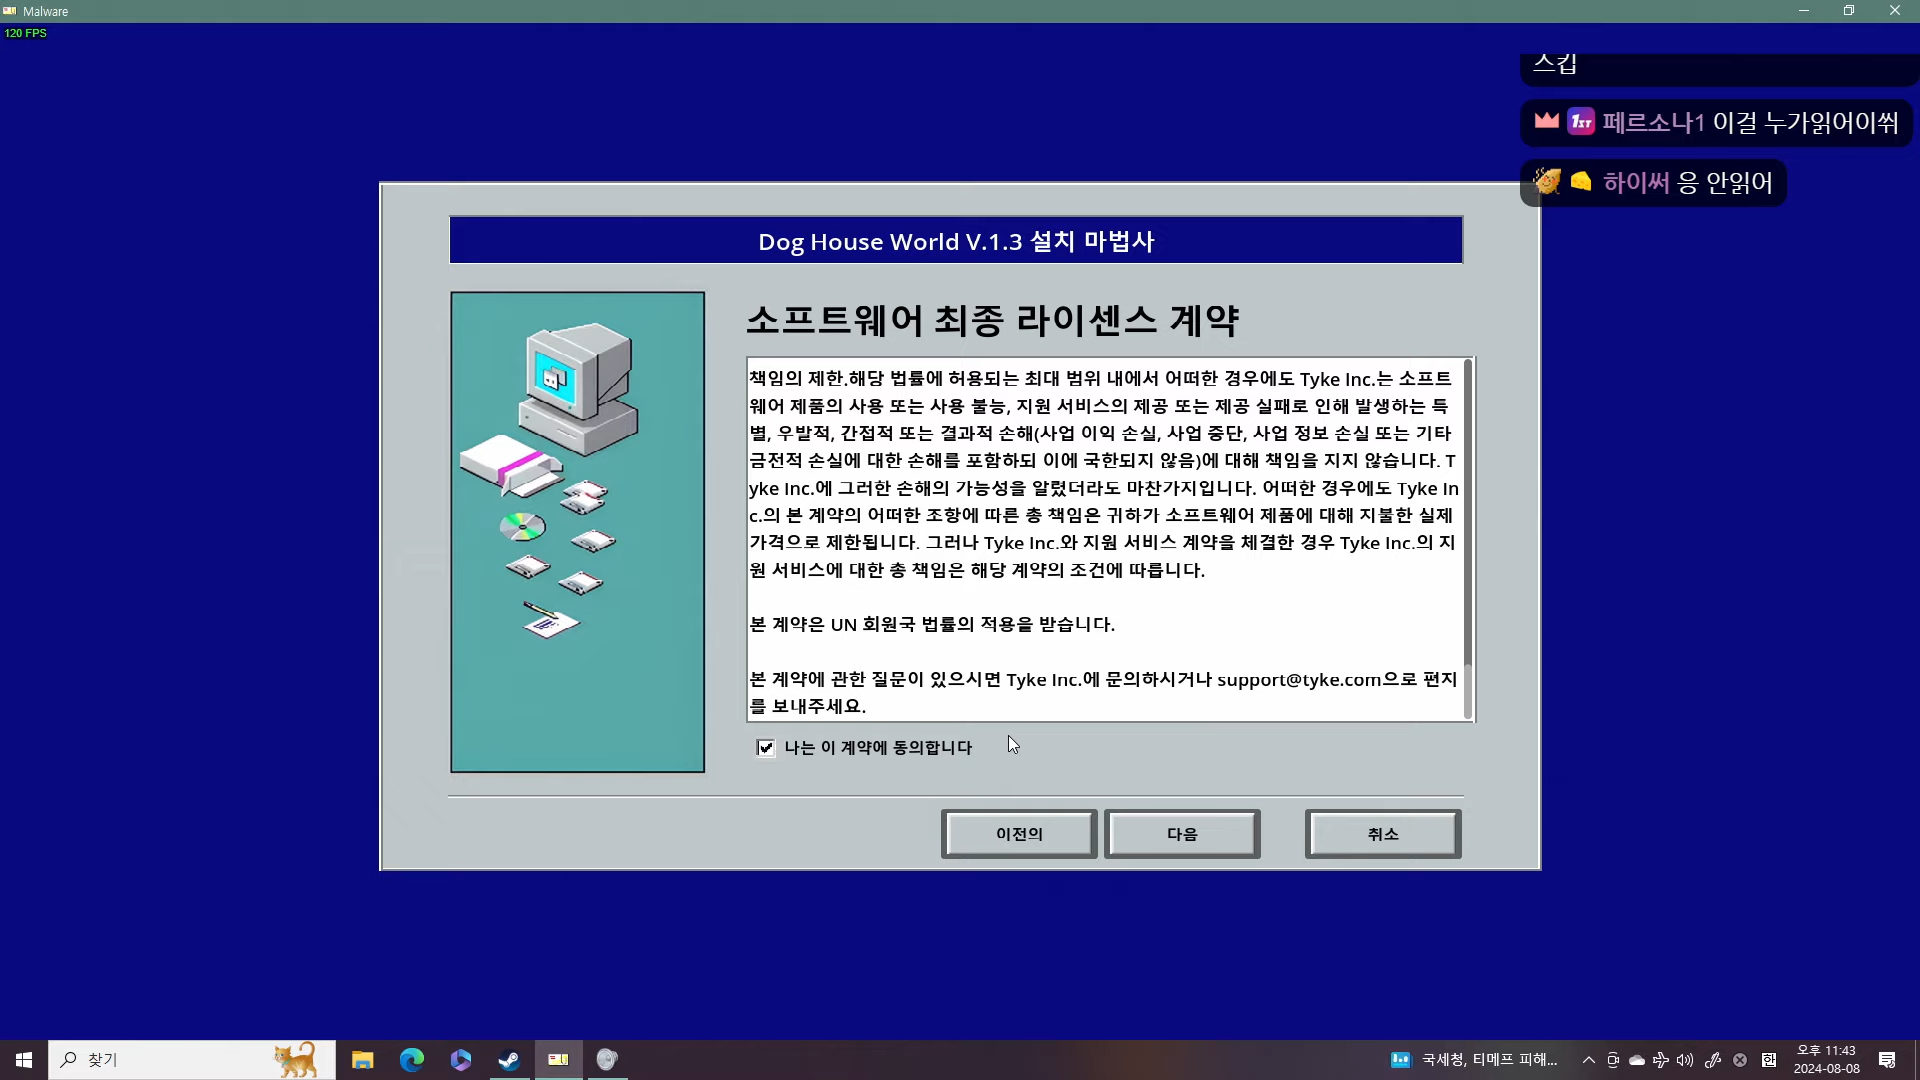 Malware
120 FPS
스킵
1ST 페르소나1 이걸 누가읽어이쒸
하이써 응 안읽어
Dog House World V.1.3 설치 마법사
소프트웨어 최종 라이센스 계약
책임의 제한.해당 법률에 허용되는 최대 범위 내에서 어떠한 경우에도 Tyke Inc.는 소프트
웨어 제품의 사용 또는 사용 불능, 지원 서비스의 제공 또는 제공 실패로 인해 발생하는 특
별, 우발적, 간접적 또는 결과적 손해(사업 이익 손실, 사업 중단, 사업 정보 손실 또는 기타
금전적 손실에 대한 손해를 포함하되 이에 국한되지 않음)에 대해 책임을 지지 않습니다. T
yke Inc.에 그러한 손해의 가능성을 알렸더라도 마찬가지입니다. 어떠한 경우에도 Tyke In
c.의 본 계약의 어떠한 조항에 따른 총 책임은 귀하가 소프트웨어 제품에 대해 지불한 실제
가격으로 제한됩니다. 그러나 Tyke Inc.와 지원 서비스 계약을 체결한 경우 Tyke Inc.의 지
원 서비스에 대한 총 책임은 해당 계약의 조건에 따릅니다.
본 계약은 UN 회원국 법률의 적용을 받습니다.
본 계약에 관한 질문이 있으시면 Tyke Inc.에 문의하시거나 support@tyke.com으로 편지
를 보내주세요.
나는 이 계약에 동의합니다
이전의
다음
취소
찾기
국세청, 티메프 피해...
한
오후 11:43
2024-08-08